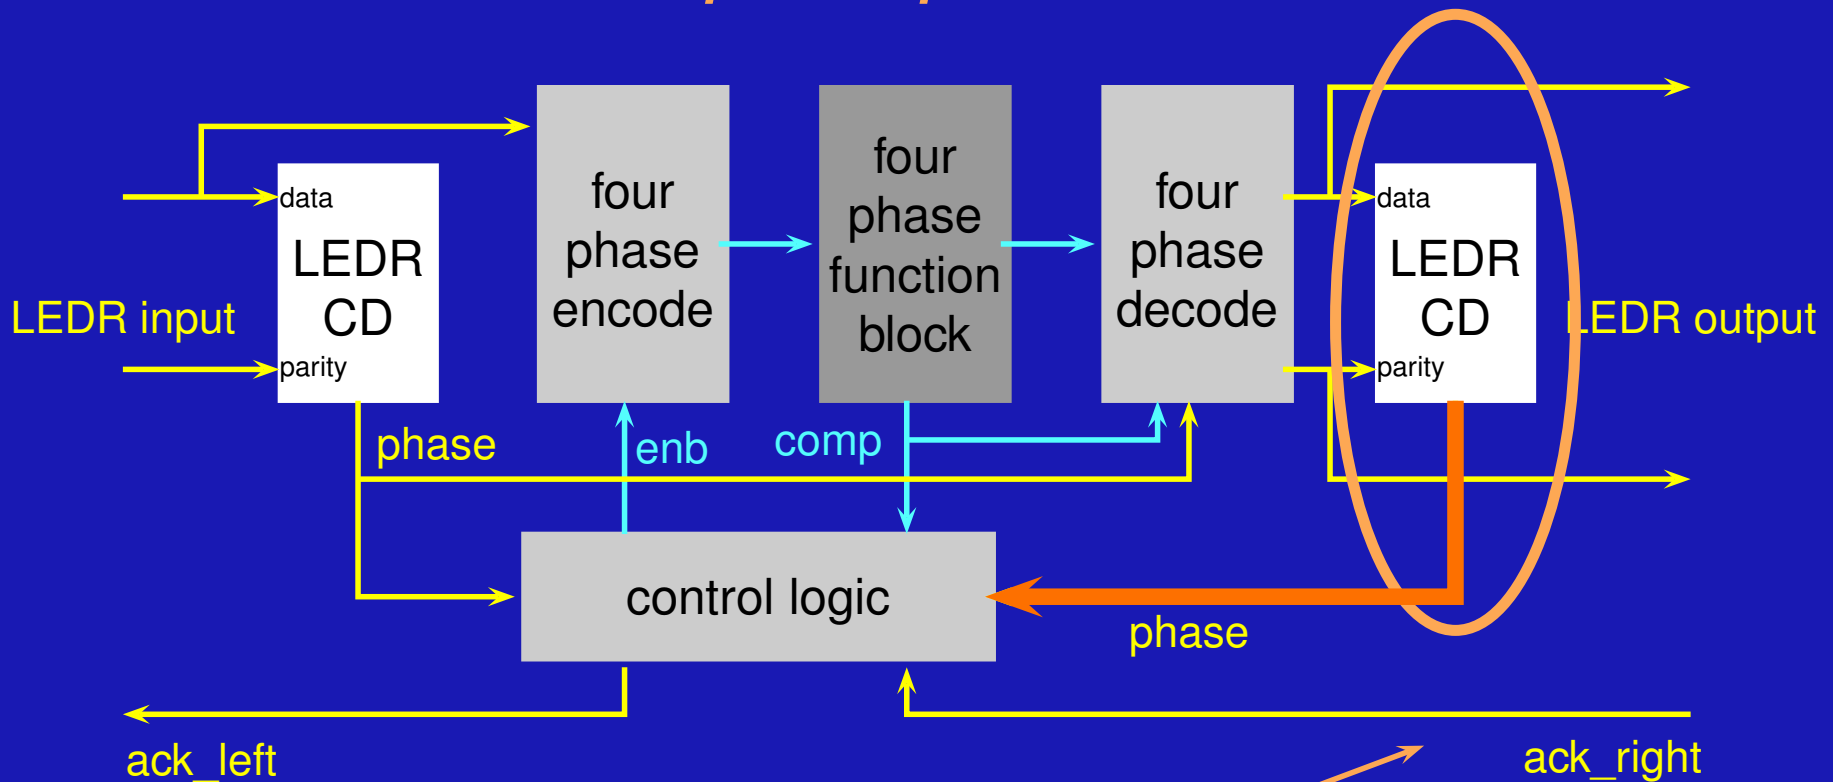 data
LEDR
CD
parity
LEDR input
four
phase
encode
four
phase
function
block
four
phase
decode
data
LEDR
CD
parity
LEDR output
phase
enb
comp
control logic
phase
ack_left
ack_right